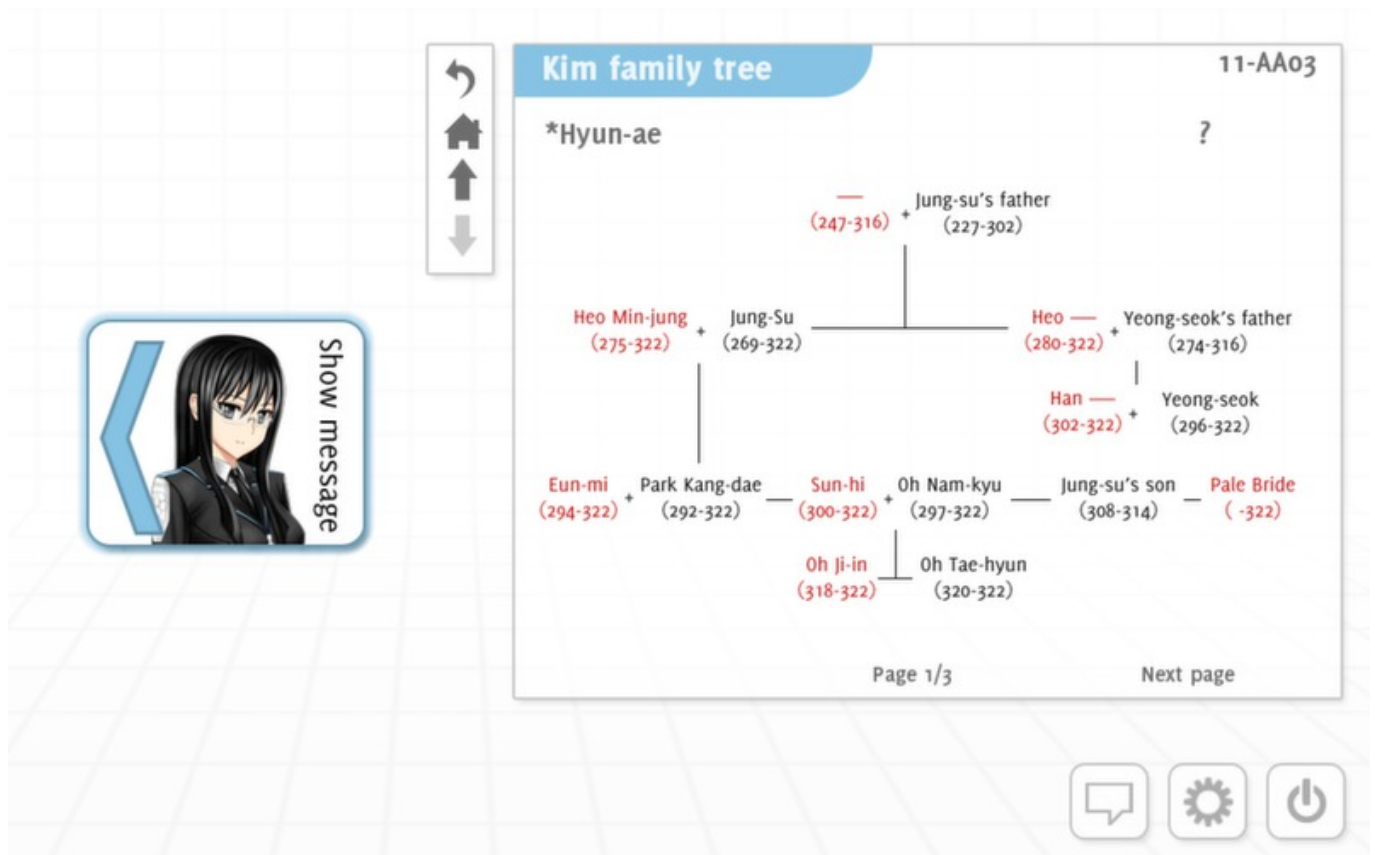 Kim family tree
11-AA03
*Hyun-ae
?
— + Jung-su's father
(247-316) (227-302)
Heo Min-jung + Jung-Su
(275-322) (269-322)
Heo — + Yeong-seok's father
(280-322) (274-316)
Han — + Yeong-seok
(302-322) (296-322)
Eun-mi + Park Kang-dae — Sun-hi + Oh Nam-kyu — Jung-su's son — Pale Bride
(294-322) (292-322) (300-322) (297-322) (308-314) ( -322)
Oh Ji-in Oh Tae-hyun
(318-322) (320-322)
Page 1/3 Next page
Show message